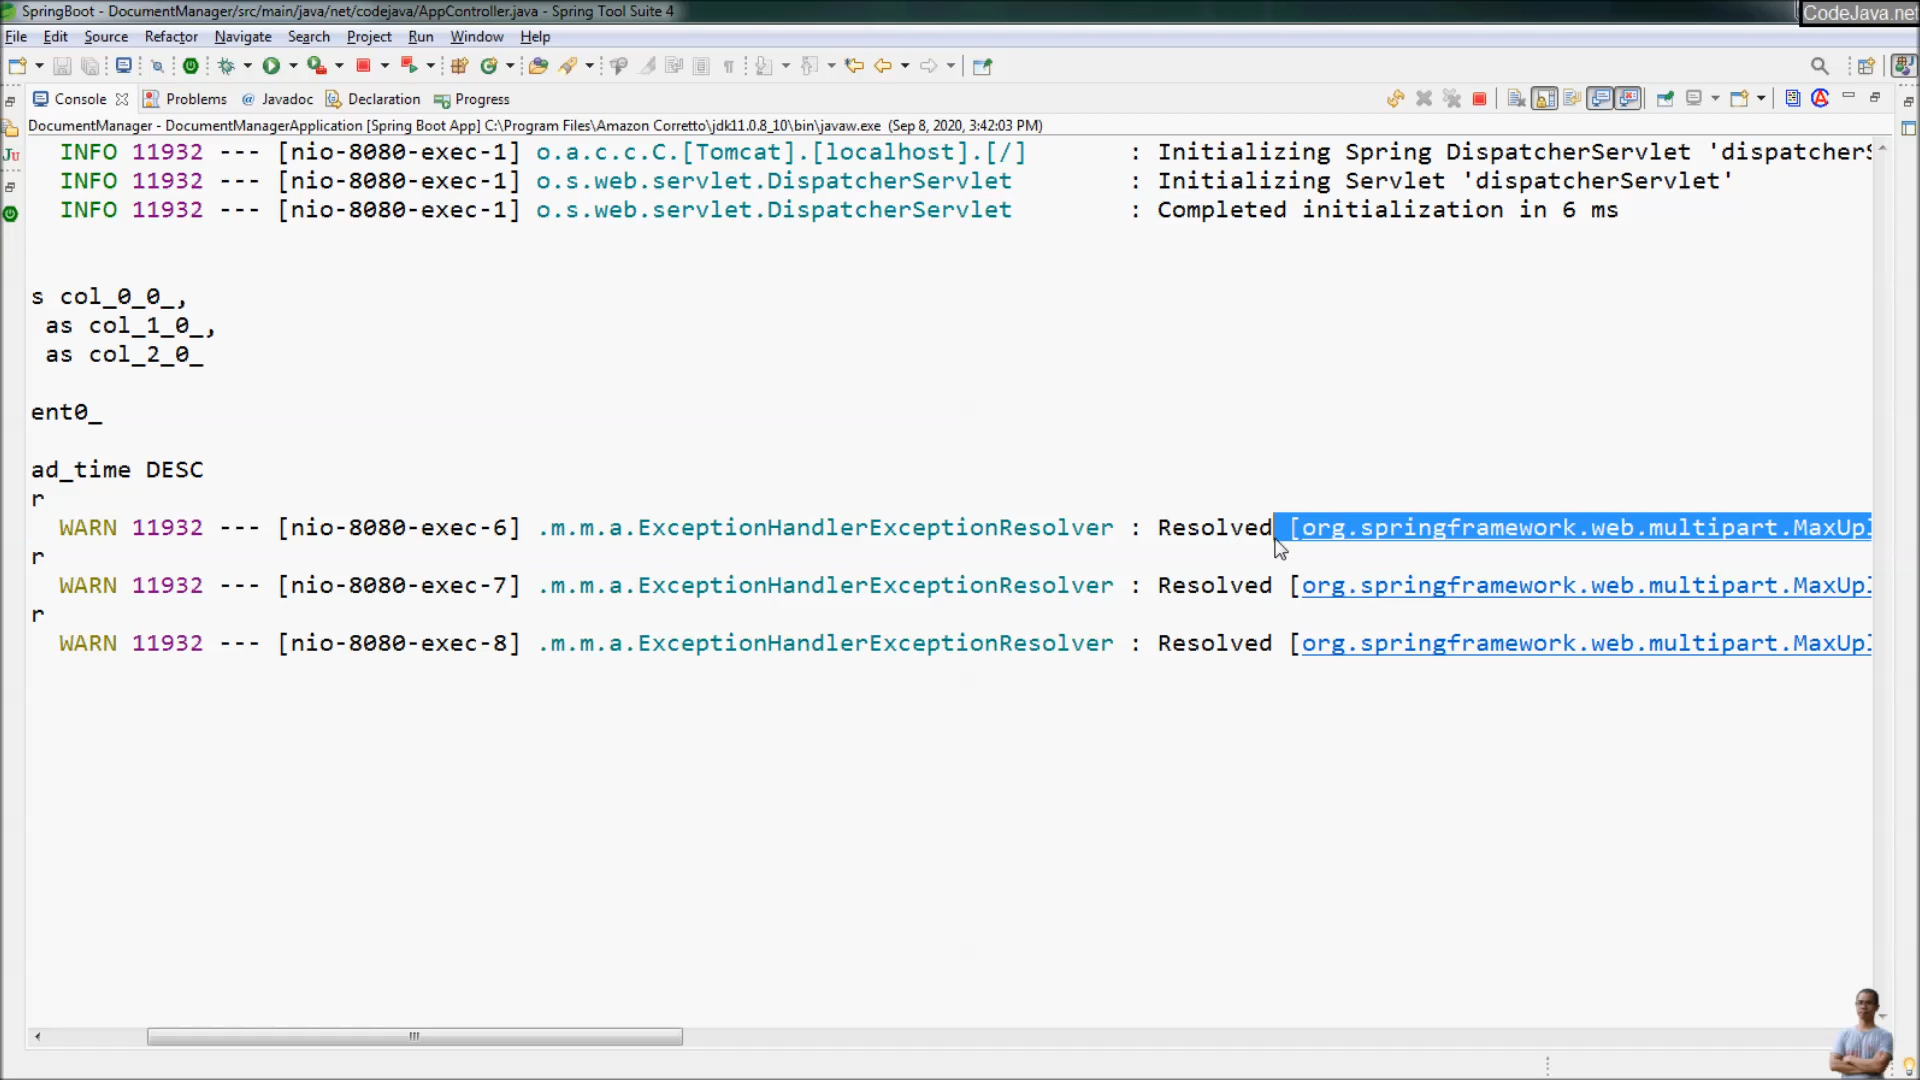 SpringBoot - DocumentManager/src/main/java/net/codejava/AppController.java - Spring Tool Suite 4
CodeJava.net
File Edit Source Refactor Navigate Search Project Run Window Help
Console Problems @ Javadoc Declaration Progress
DocumentManager - DocumentManagerApplication [Spring Boot App] C:\Program Files\Amazon Corretto\jdk11.0.8_10\bin\javaw.exe (Sep 8, 2020, 3:42:03 PM)
INFO 11932 --- [nio-8080-exec-1] o.a.c.c.C.[Tomcat].[localhost].[/] : Initializing Spring DispatcherServlet 'dispatcherS
INFO 11932 --- [nio-8080-exec-1] o.s.web.servlet.DispatcherServlet : Initializing Servlet 'dispatcherServlet'
INFO 11932 --- [nio-8080-exec-1] o.s.web.servlet.DispatcherServlet : Completed initialization in 6 ms
s col_0_0_,
as col_1_0_,
as col_2_0_
ent0_
ad_time DESC
r
WARN 11932 --- [nio-8080-exec-6] .m.m.a.ExceptionHandlerExceptionResolver : Resolved [org.springframework.web.multipart.MaxUpl
r
WARN 11932 --- [nio-8080-exec-7] .m.m.a.ExceptionHandlerExceptionResolver : Resolved [org.springframework.web.multipart.MaxUpl
r
WARN 11932 --- [nio-8080-exec-8] .m.m.a.ExceptionHandlerExceptionResolver : Resolved [org.springframework.web.multipart.MaxUpl